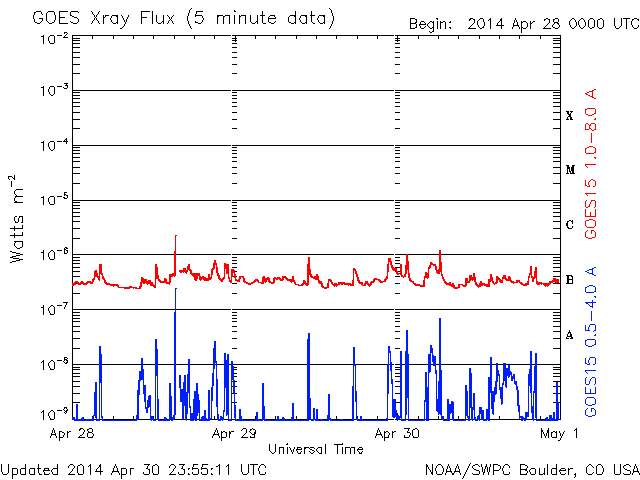 GOES Xray Flux (5 minute data)
Begin: 2014 Apr 28 0000 UTC
10⁻²
10⁻³
10⁻⁴
10⁻⁵
10⁻⁶
10⁻⁷
10⁻⁸
10⁻⁹
Watts m⁻²
X
M
C
B
A
GOES15 1.0-8.0 A
GOES15 0.5-4.0 A
Apr 28
Apr 29
Apr 30
May 1
Universal Time
Updated 2014 Apr 30 23:55:11 UTC
NOAA/SWPC Boulder, CO USA